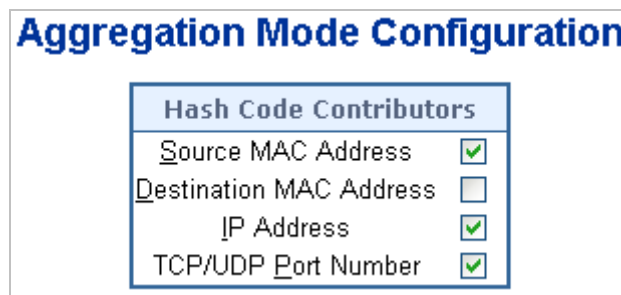 Aggregation Mode Configuration
Hash Code Contributors
Source MAC Address
Destination MAC Address
IP Address
TCP/UDP Port Number